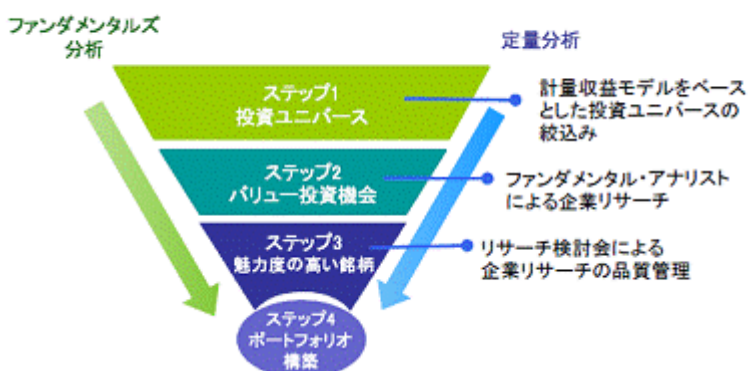 ファンダメンタルズ
分析
定量分析
ステップ1
投資ユニバース
計量収益モデルをベース
とした投資ユニバースの
絞込み
ステップ2
バリュー投資機会
ファンダメンタル・アナリスト
による企業リサーチ
ステップ3
魅力度の高い銘柄
リサーチ検討会による
企業リサーチの品質管理
ステップ4
ポートフォリオ
構築